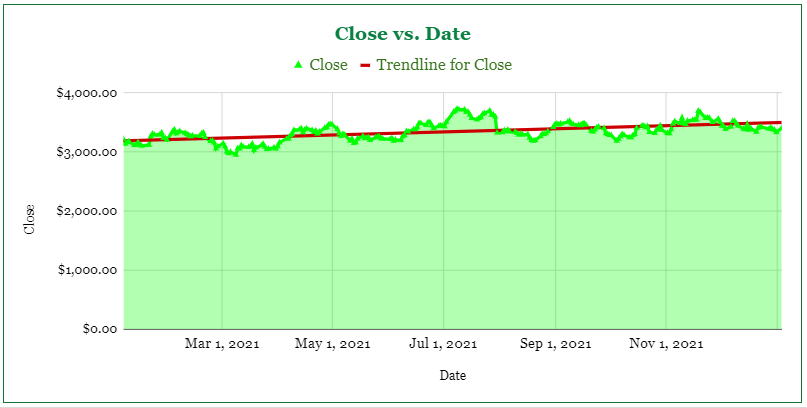 Close vs. Date
Close Trendline for Close
$4,000.00
$3,000.00
$2,000.00
$1,000.00
$0.00
Close
Mar 1, 2021 May 1, 2021 Jul 1, 2021 Sep 1, 2021 Nov 1, 2021
Date